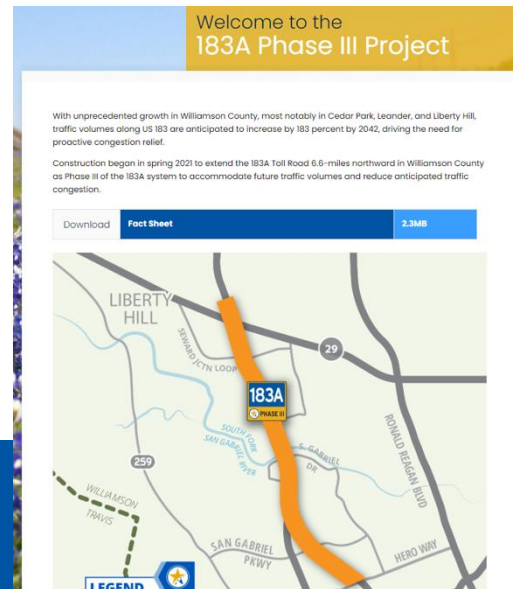 Welcome to the
183A Phase III Project
With unprecedented growth in Williamson County, most notably in Cedar Park, Leander, and Liberty Hill,
traffic volumes along US 183 are anticipated to increase by 183 percent by 2042, driving the need for
proactive congestion relief.
Construction began in spring 2021 to extend the 183A Toll Road 6.6-miles northward in Williamson County
as Phase III of the 183A system to accommodate future traffic volumes and reduce anticipated traffic
congestion.
Download Fact Sheet 2.3MB
LIBERTY
HILL
SEWARD JCTN LOOP
29
183A
PHASE III
SOUTH FORK
SAN GABRIEL
RIVER
S. GABRIEL
DR
RONALD REAGAN BLVD
259
WILLIAMSON
TRAVIS
SAN GABRIEL
PKWY
HERO WAY
LEGEND